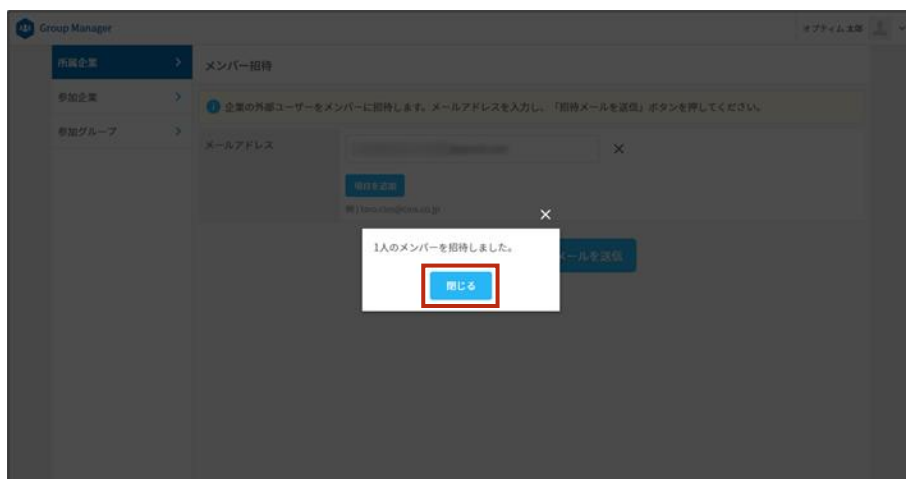 Group Manager
オプティム 太郎
所属企業
メンバー招待
参加企業
企業の外部ユーザーをメンバーに招待します。メールアドレスを入力し、「招待メールを送信」ボタンを押してください。
参加グループ
メールアドレス
項目を追加
1人のメンバーを招待しました。
メールを送信
閉じる